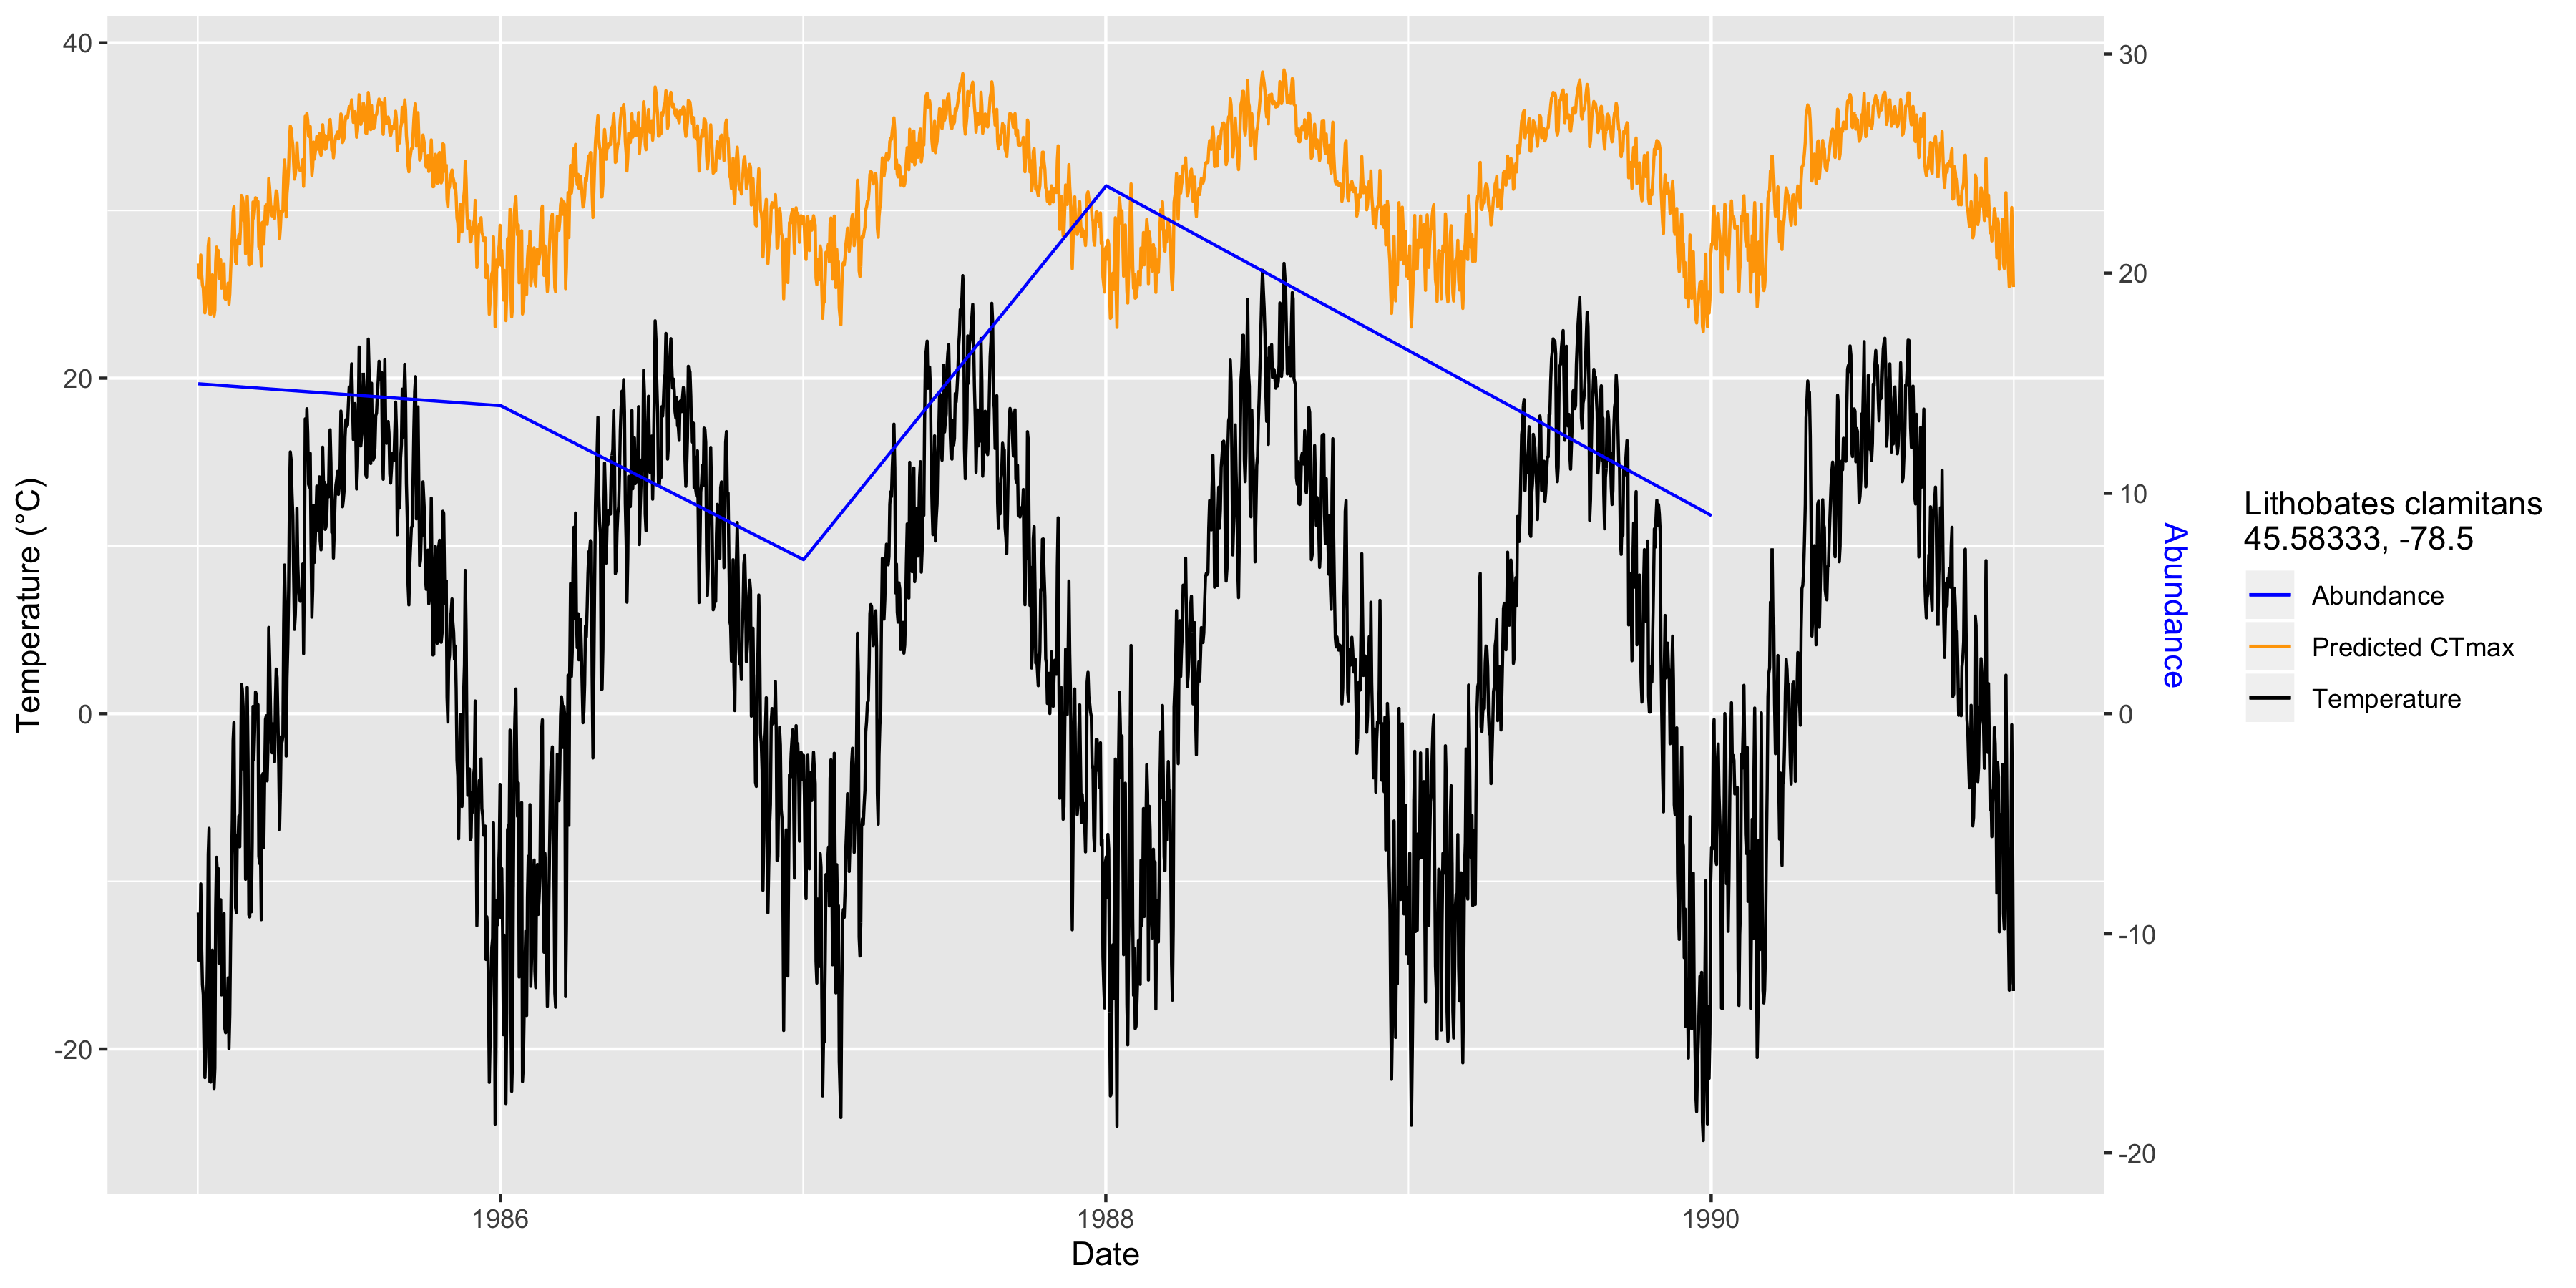 40
20
0
-20
Temperature (°C)
1986
1988
1990
Date
30
20
10
0
-10
-20
Abundance
Lithobates clamitans
45.58333, -78.5
Abundance
Predicted CTmax
Temperature